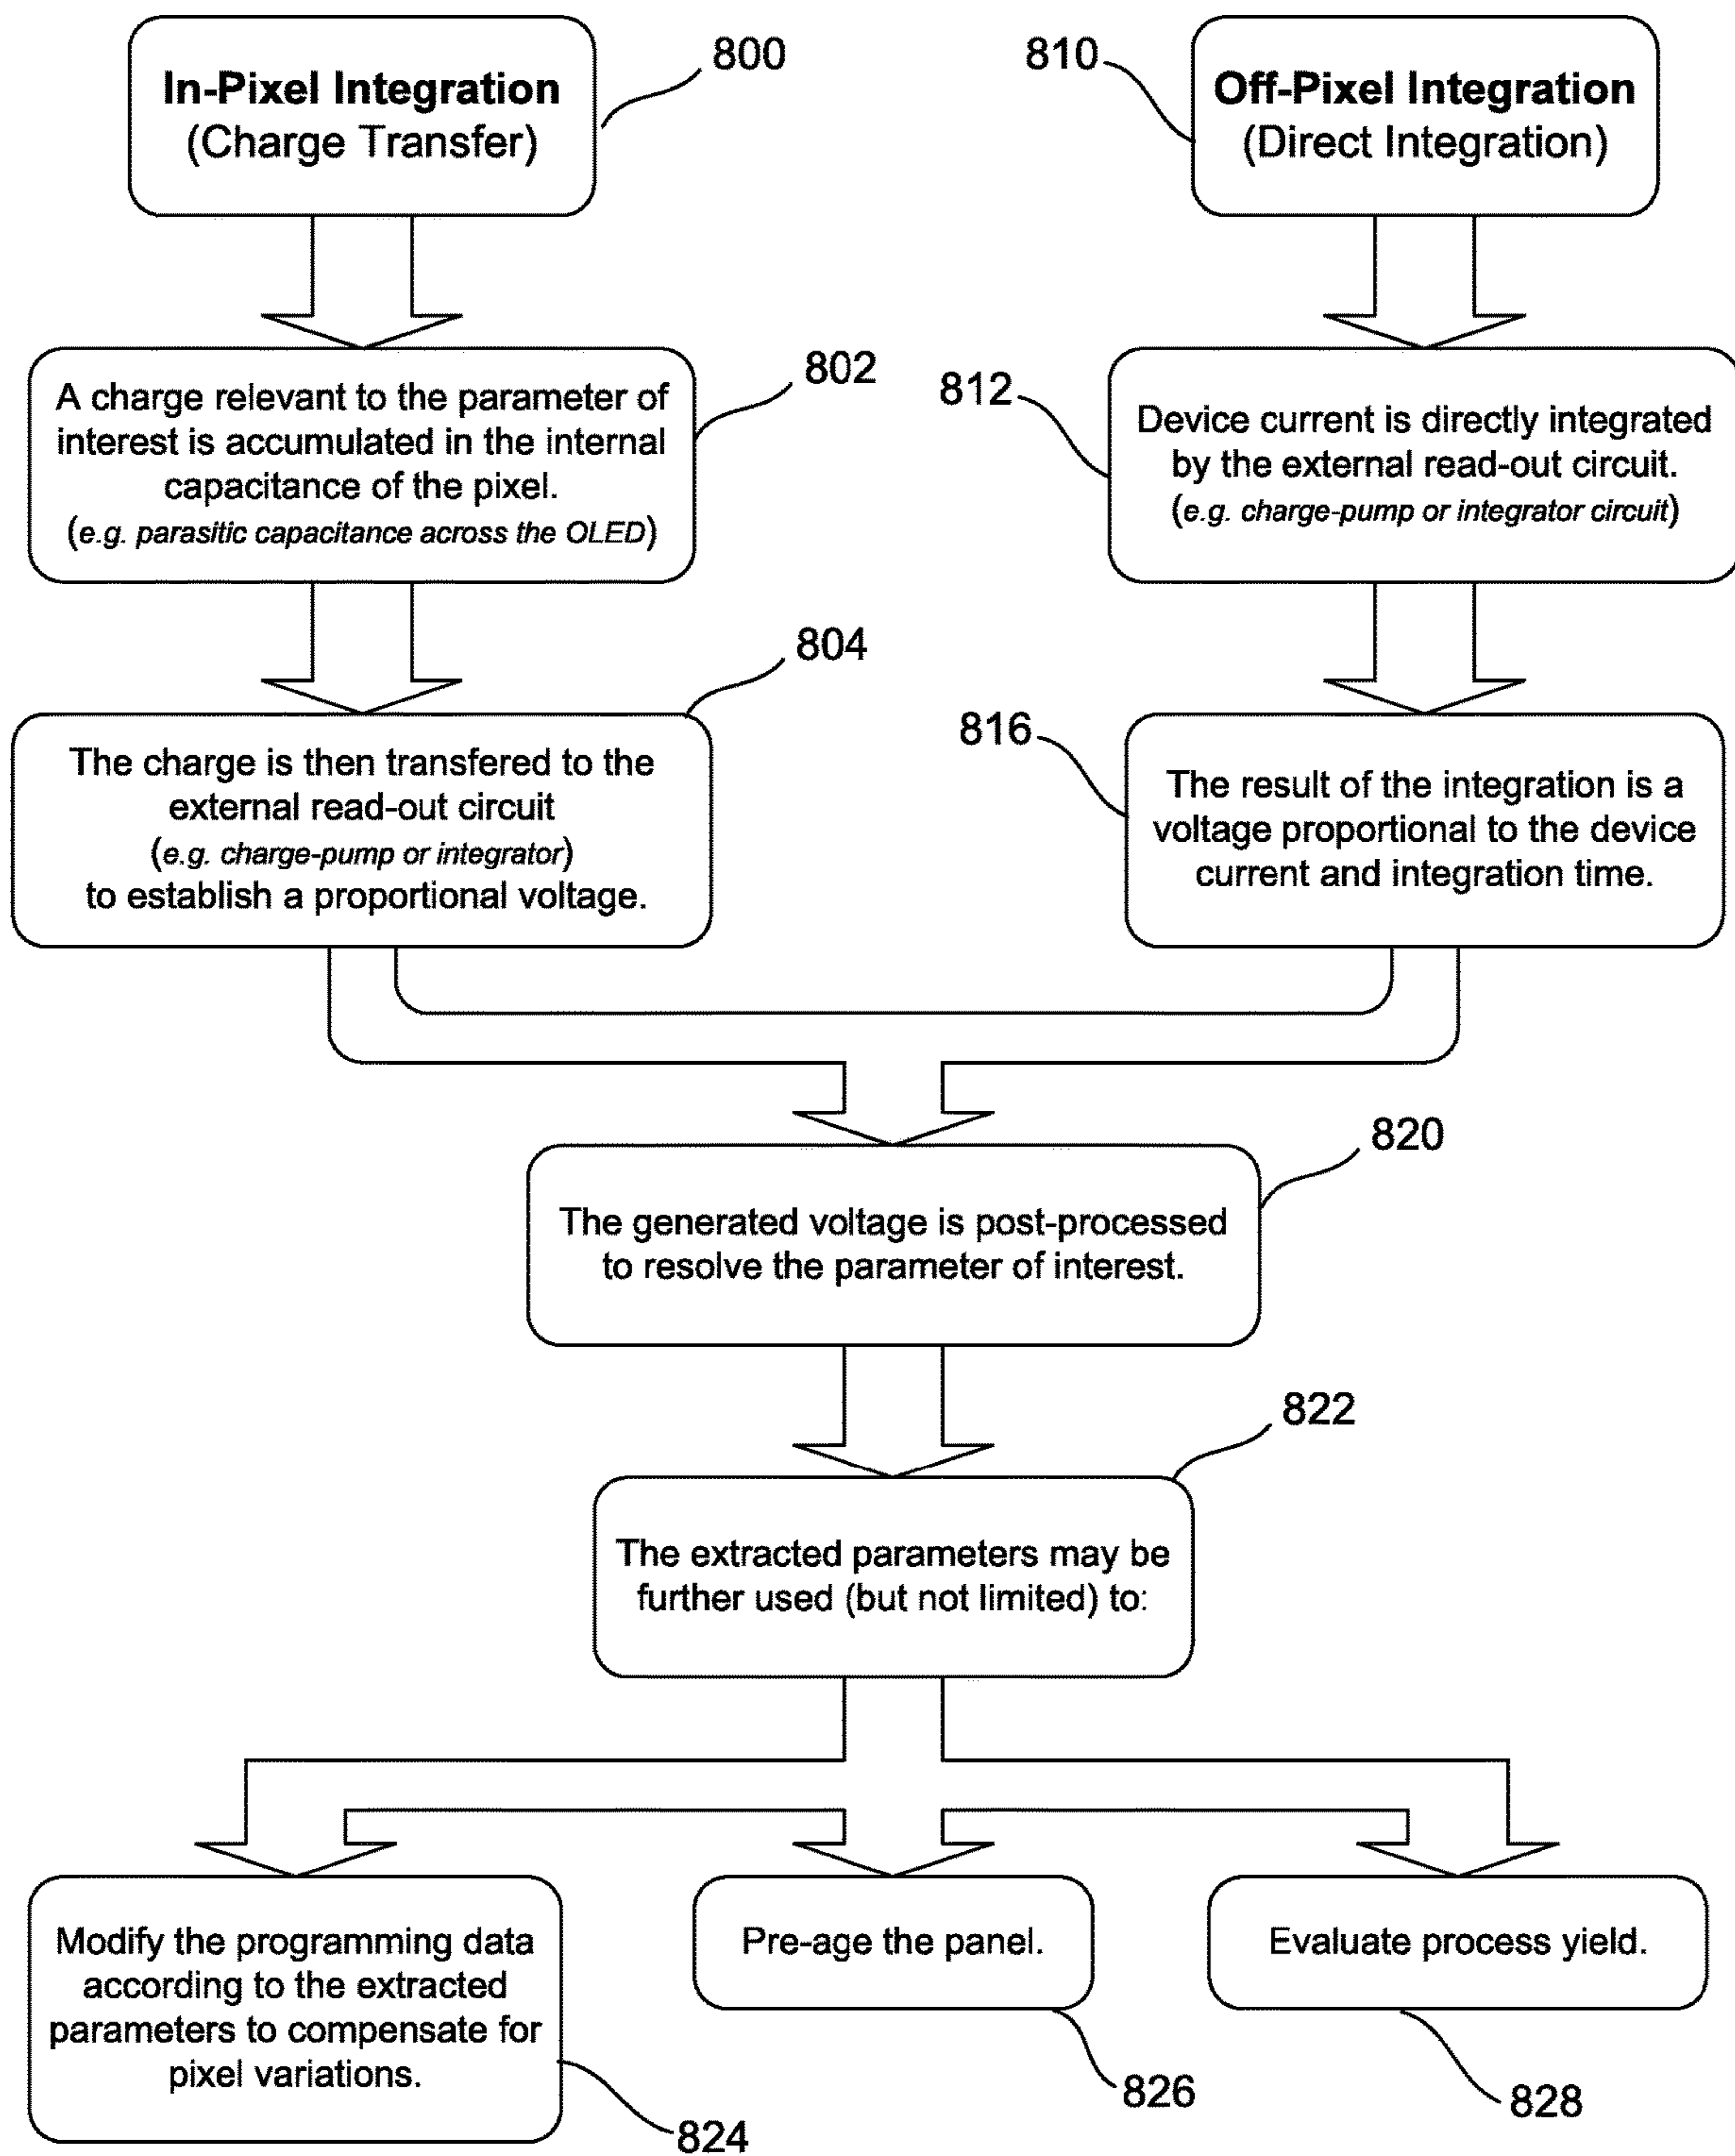 In-Pixel Integration
(Charge Transfer)
800
810
Off-Pixel Integration
(Direct Integration)
A charge relevant to the parameter of
interest is accumulated in the internal
capacitance of the pixel.
(e.g. parasitic capacitance across the OLED)
802
812
Device current is directly integrated
by the external read-out circuit.
(e.g. charge-pump or integrator circuit)
804
The charge is then transfered to the
external read-out circuit
(e.g. charge-pump or integrator)
to establish a proportional voltage.
816
The result of the integration is a
voltage proportional to the device
current and integration time.
820
The generated voltage is post-processed
to resolve the parameter of interest.
822
The extracted parameters may be
further used (but not limited) to:
Modify the programming data
according to the extracted
parameters to compensate for
pixel variations.
824
Pre-age the panel.
826
Evaluate process yield.
828